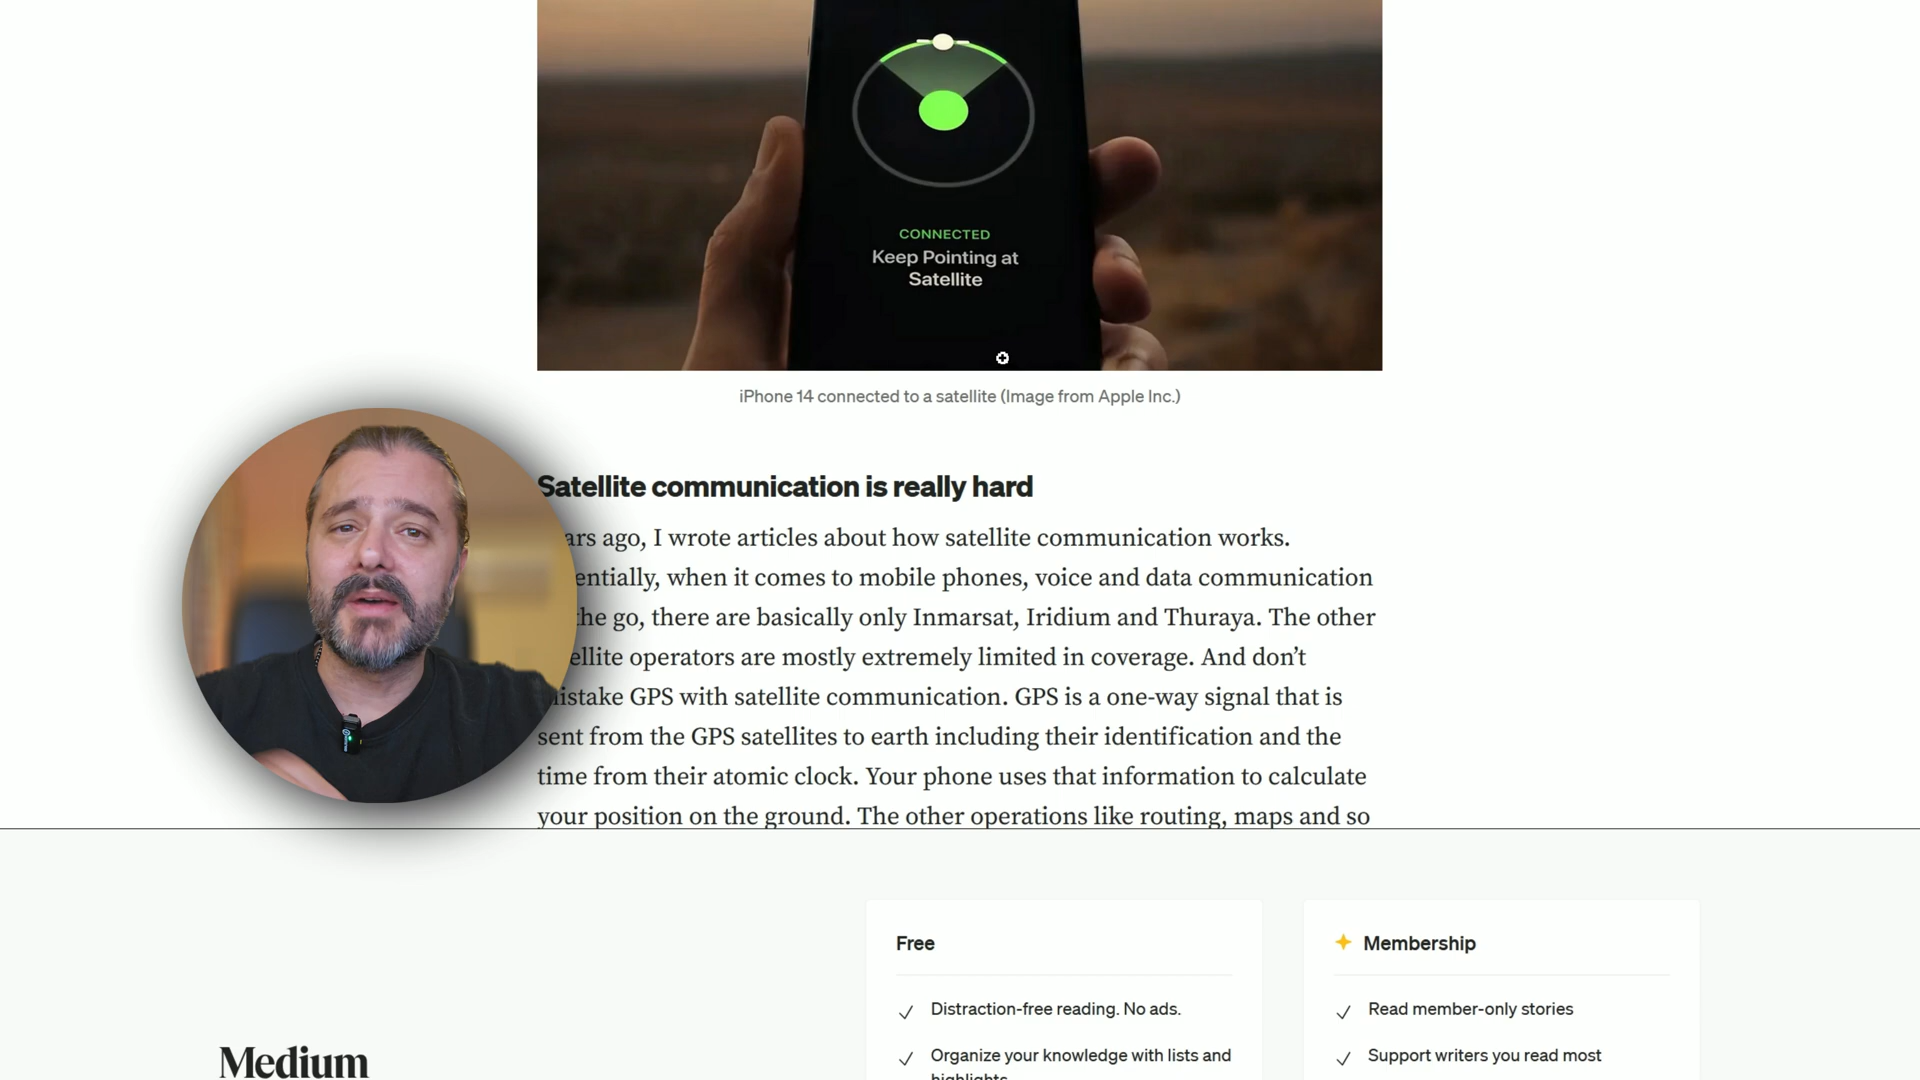 CONNECTED
Keep Pointing at
Satellite
iPhone 14 connected to a satellite (Image from Apple Inc.)
Satellite communication is really hard
ago, I wrote articles about how satellite communication works.
when it comes to mobile phones, voice and data communication
the go, there are basically only Inmarsat, Iridium and Thuraya. The other
operators are mostly extremely limited in coverage. And don’t
mistake GPS with satellite communication. GPS is a one-way signal that is
sent from the GPS satellites to earth including their identification and the
time from their atomic clock. Your phone uses that information to calculate
your position on the ground. The other operations like routing, maps and so
Free
Distraction-free reading. No ads.
Organize your knowledge with lists and
highlights.
Membership
Read member-only stories
Support writers you read most
Medium